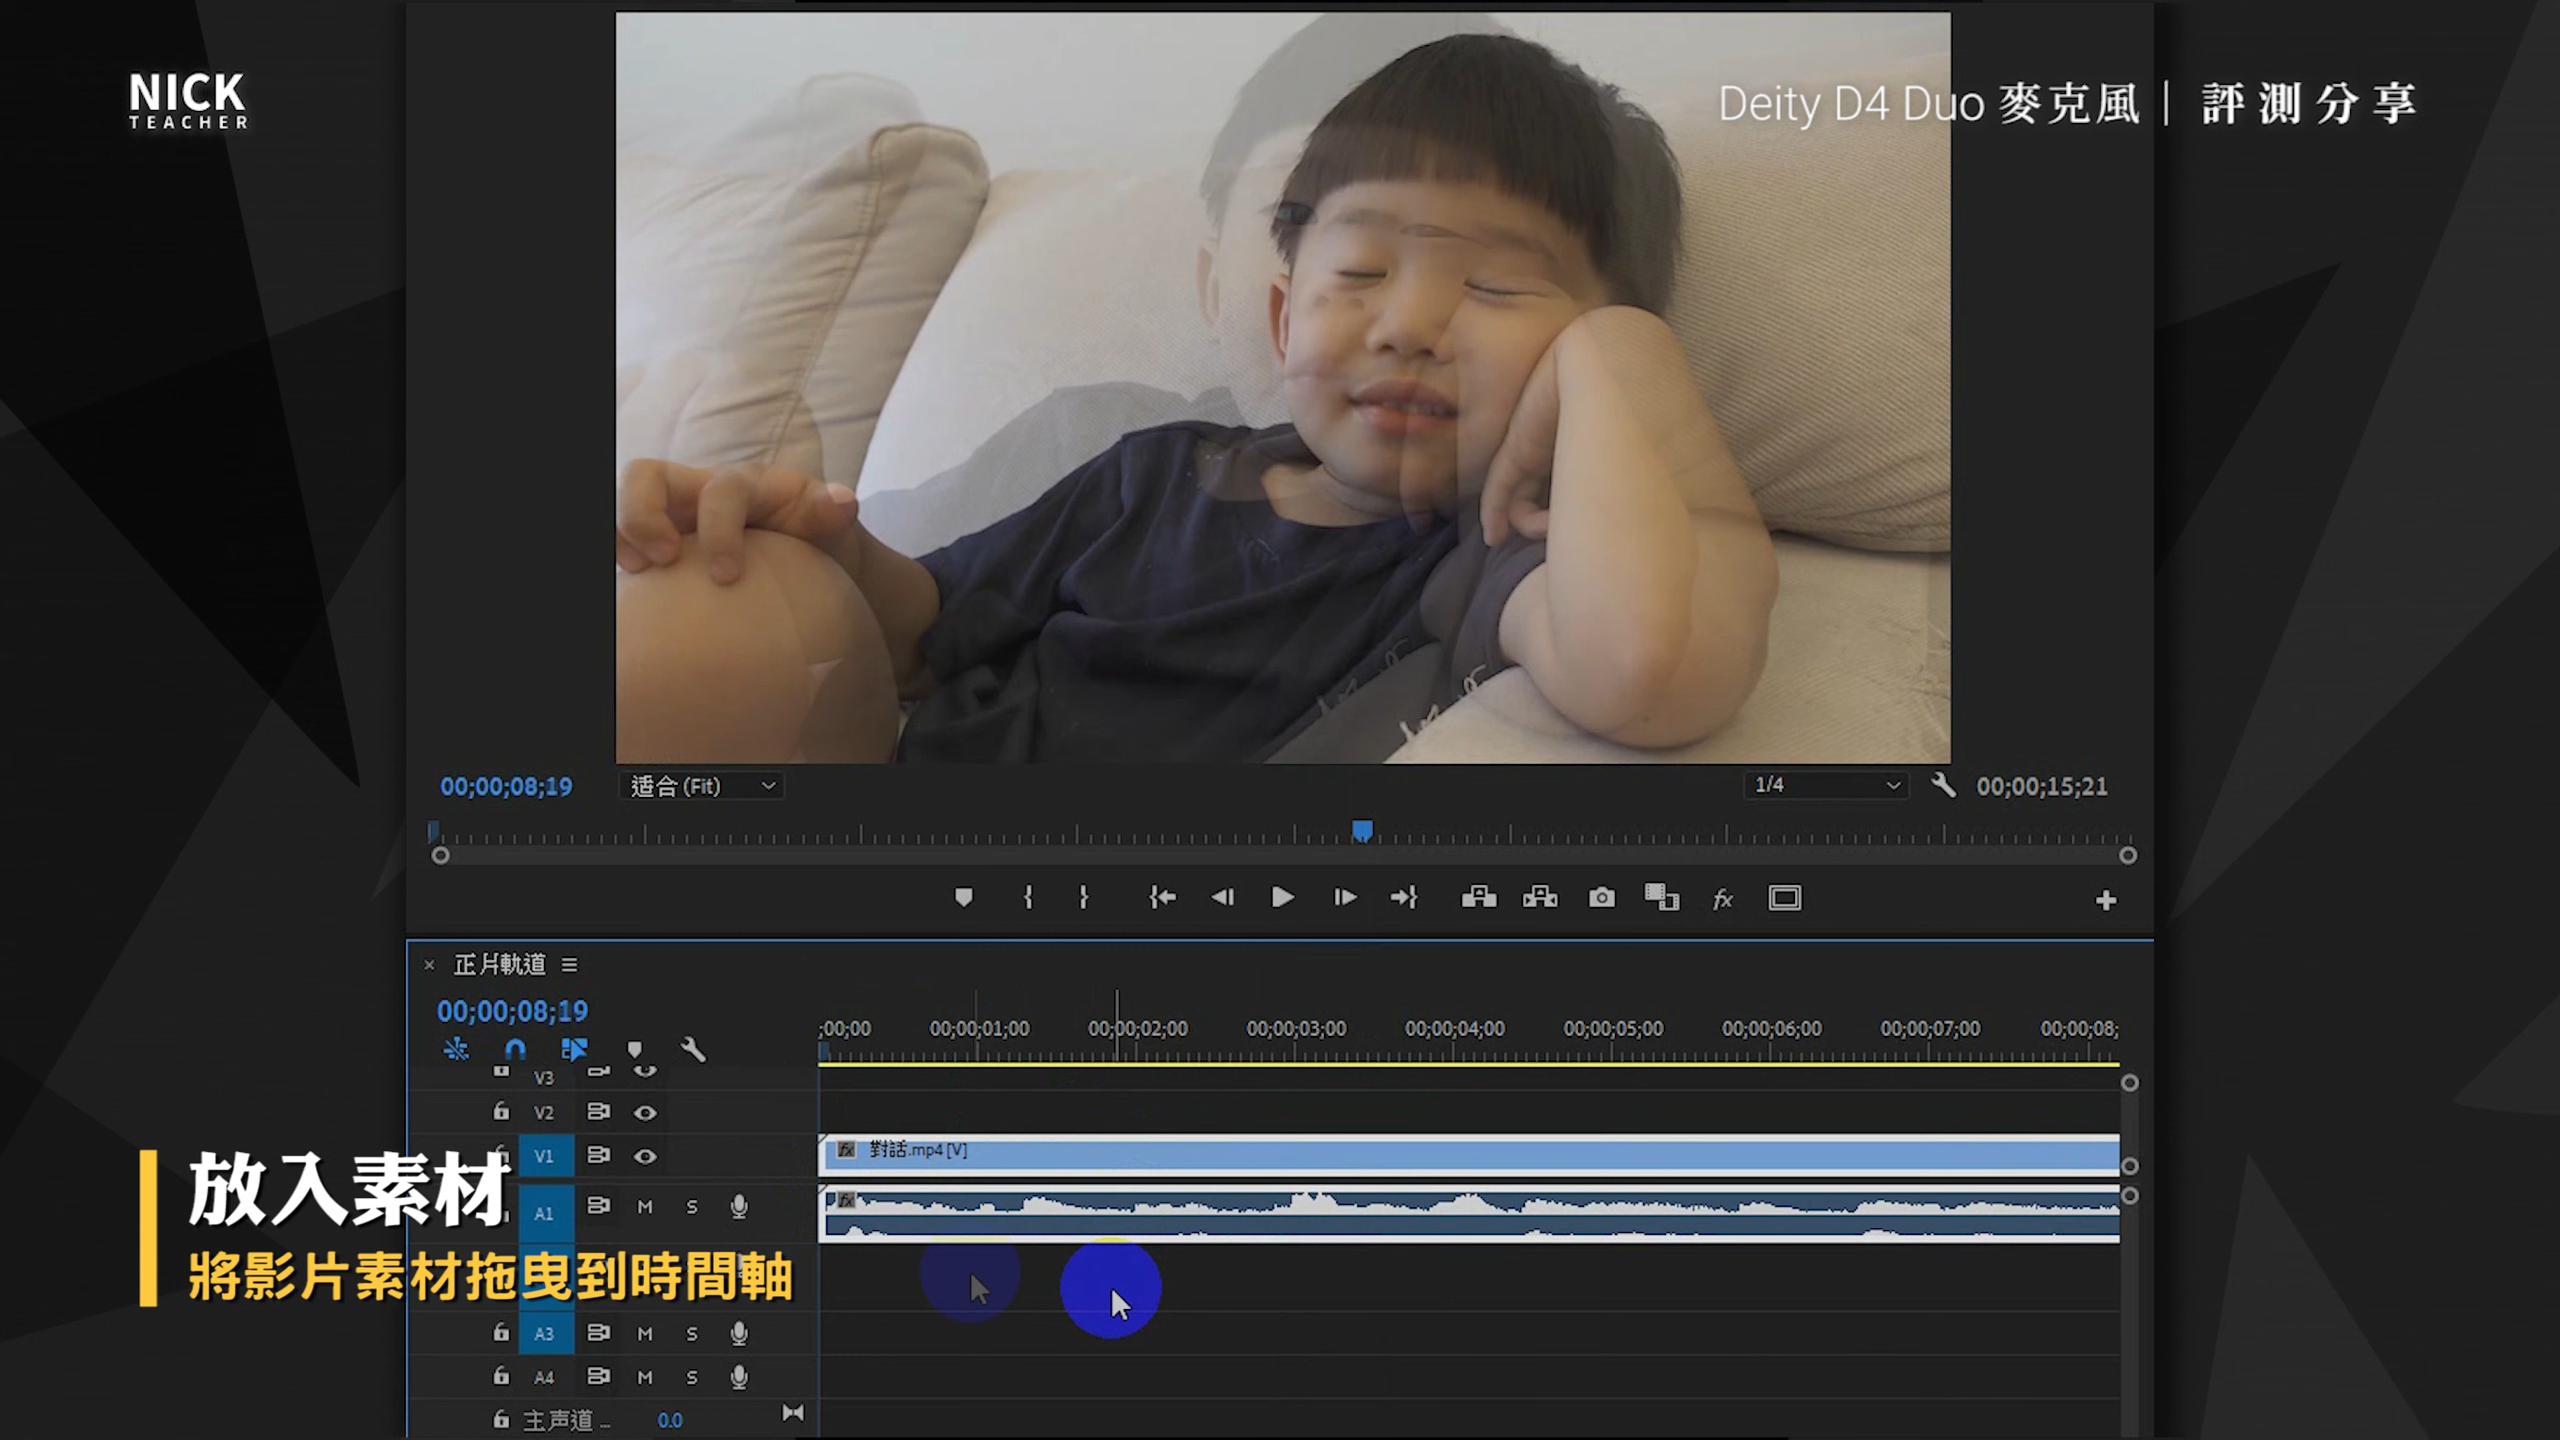 NICK
TEACHER
Deity D4 Duo 麥克風｜ 評測分享
00;00;08;19
适合 (Fit)
1/4
00;00;15;21
fx
× 正片軌道
00;00;08;19
;00;00 00;00;01;00 00;00;02;00 00;00;03;00 00;00;04;00 00;00;05;00 00;00;06;00 00;00;07;00 00;00;08;
V3
V2
V1
fx 對話.mp4 [V]
放入素材
A1 M S
fx
將影片素材拖曳到時間軸
A3 M S
A4 M S
主声道 ... 0.0